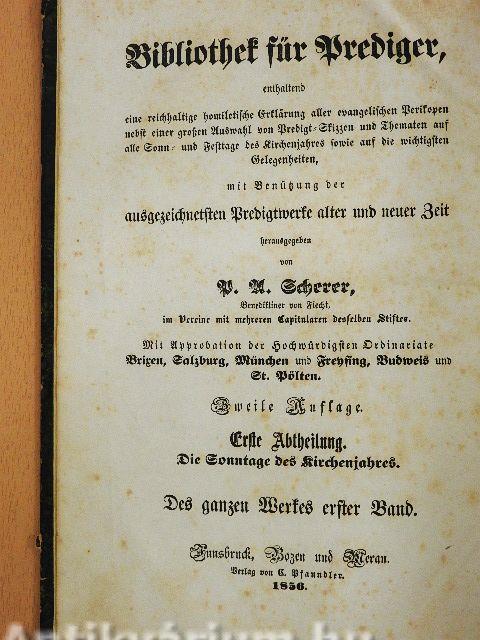 Bibliothek für Prediger,
enthaltend
eine reichhaltige homiletische Erklärung aller evangelischen Perikopen
nebst einer großen Auswahl von Predigt-Skizzen und Thematen auf
alle Sonn- und Festtage des Kirchenjahres sowie auf die wichtigsten
Gelegenheiten,
mit Benützung der
ausgezeichnetsten Predigtwerke alter und neuer Zeit
herausgegeben
von
P. A. Scherer,
Benediktiner von Fiecht,
im Vereine mit mehreren Capitularen desselben Stiftes.
Mit Approbation der Hochwürdigsten Ordinariate
Brixen, Salzburg, München und Freysing, Budweis und
St. Pölten.
Zweite Auflage.
Erste Abtheilung.
Die Sonntage des Kirchenjahres.
Des ganzen Werkes erster Band.
Innsbruck, Bozen und Meran.
Verlag von C. Pfaundler.
1856.
Antikvárium.hu